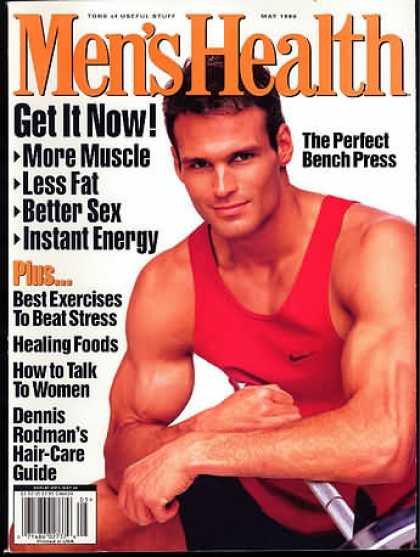 TONS of USEFUL STUFF
MAY 1996
Men'sHealth
Get It Now!
More Muscle
Less Fat
Better Sex
Instant Energy
The Perfect
Bench Press
Plus...
Best Exercises
To Beat Stress
Healing Foods
How to Talk
To Women
Dennis
Rodman's
Hair-Care
Guide
05